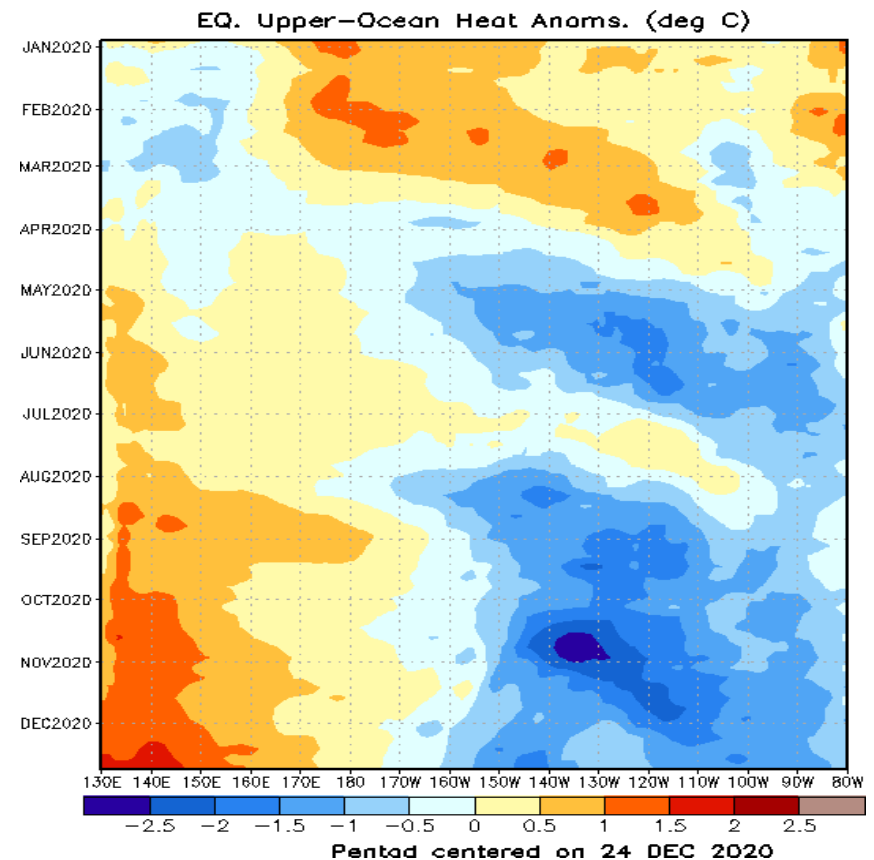 EQ. Upper-Ocean Heat Anoms. (deg C)
JAN2020
FEB2020
MAR2020
APR2020
MAY2020
JUN2020
JUL2020
AUG2020
SEP2020
OCT2020
NOV2020
DEC2020
130E 140E 150E 160E 170E 180 170W 160W 150W 140W 130W 120W 110W 100W 90W 80W
-2.5 -2 -1.5 -1 -0.5 0 0.5 1 1.5 2 2.5
Pentad centered on 24 DEC 2020